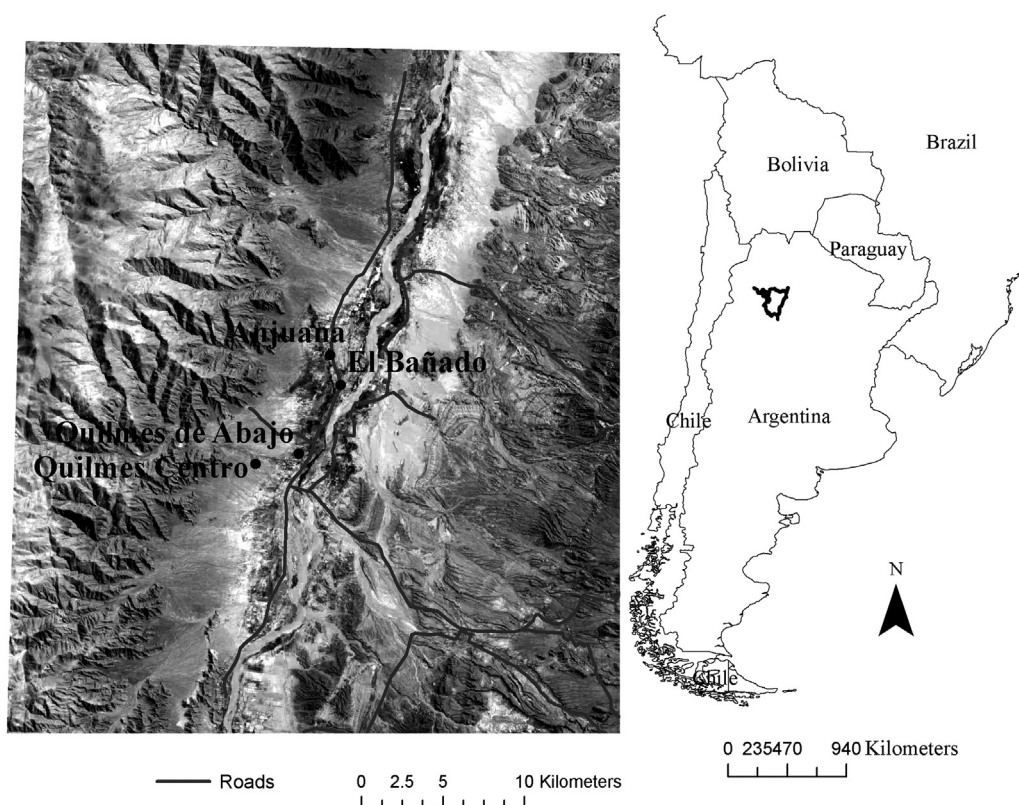 Anjuana
El Bañado
Quilmes de Abajo
Quilmes Centro
Roads
0 2.5 5 10 Kilometers
Brazil
Bolivia
Paraguay
Chile
Argentina
N
Chile
0 235470 940 Kilometers